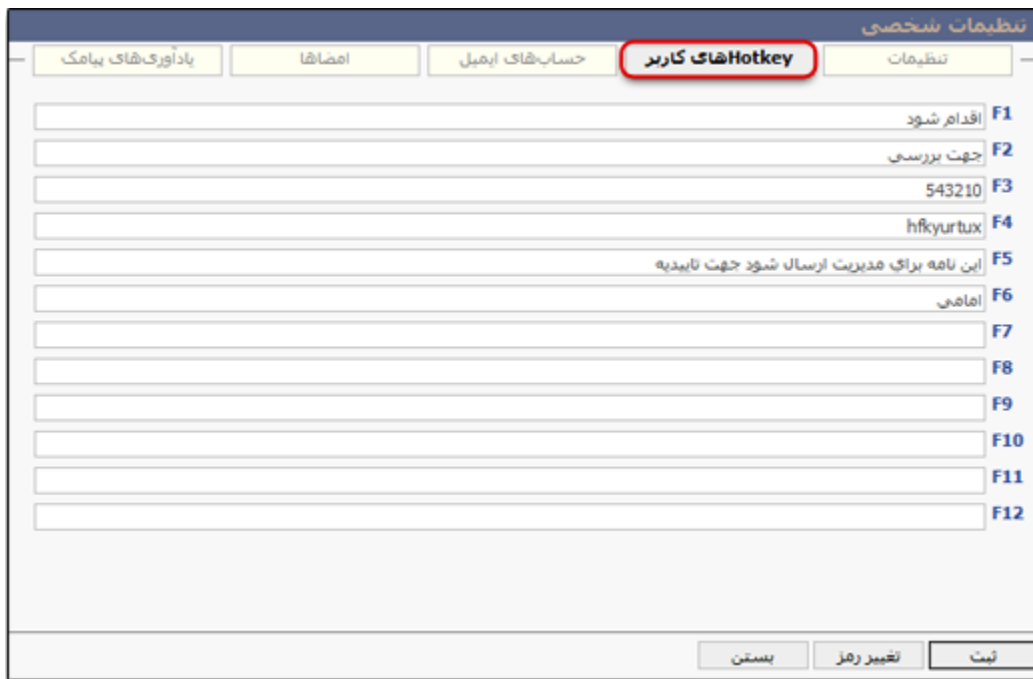 تنظیمات شخصی
تنظیمات Hotkeyهای کاربر حساب‌های ایمیل امضاها یادآوری‌های پیامک
F1 اقدام شود
F2 جهت بررسی
F3 543210
F4 hfkyurtux
F5 این نامه برای مدیریت ارسال شود جهت تاییدیه
F6 امامی
F7
F8
F9
F10
F11
F12
ثبت تغییر رمز بستن